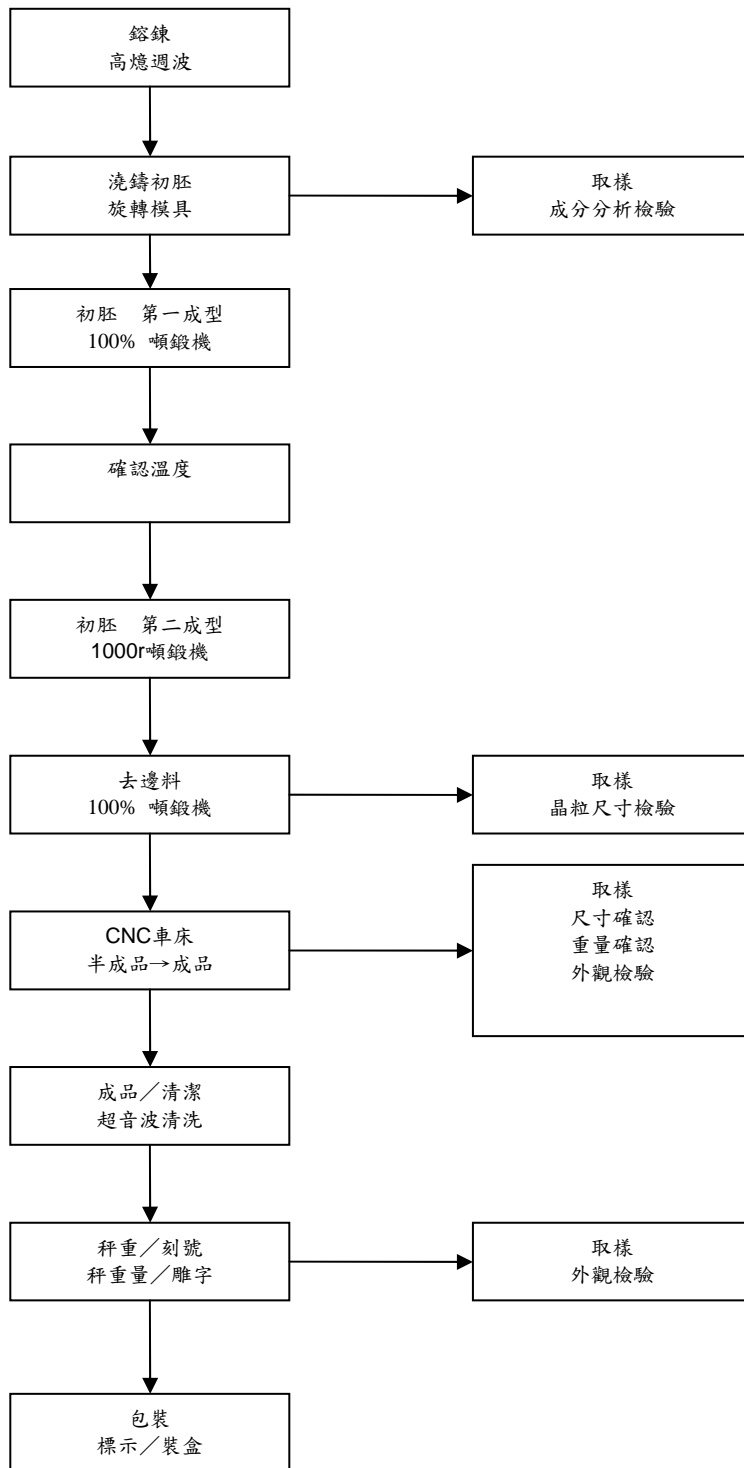 鎔鍊
高燱週波
澆鑄初胚
旋轉模具
取樣
成分分析檢驗
初胚　第一成型
100% 噸鍛機
確認溫度
初胚　第二成型
1000r噸鍛機
去邊料
100% 噸鍛機
取樣
晶粒尺寸檢驗
CNC車床
半成品→成品
取樣
尺寸確認
重量確認
外觀檢驗
成品／清潔
超音波清洗
秤重／刻號
秤重量／雕字
取樣
外觀檢驗
包裝
標示／裝盒